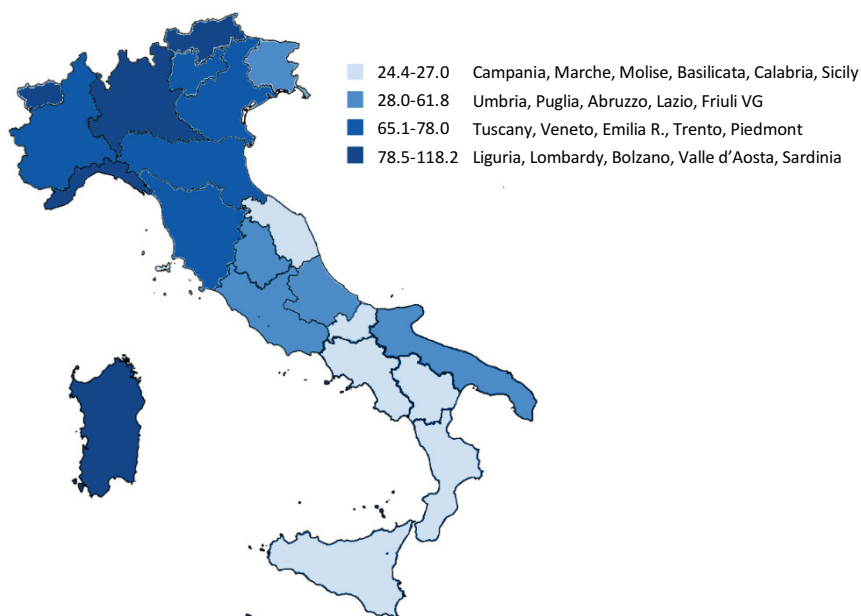 24.4-27.0 Campania, Marche, Molise, Basilicata, Calabria, Sicily
28.0-61.8 Umbria, Puglia, Abruzzo, Lazio, Friuli VG
65.1-78.0 Tuscany, Veneto, Emilia R., Trento, Piedmont
78.5-118.2 Liguria, Lombardy, Bolzano, Valle d’Aosta, Sardinia